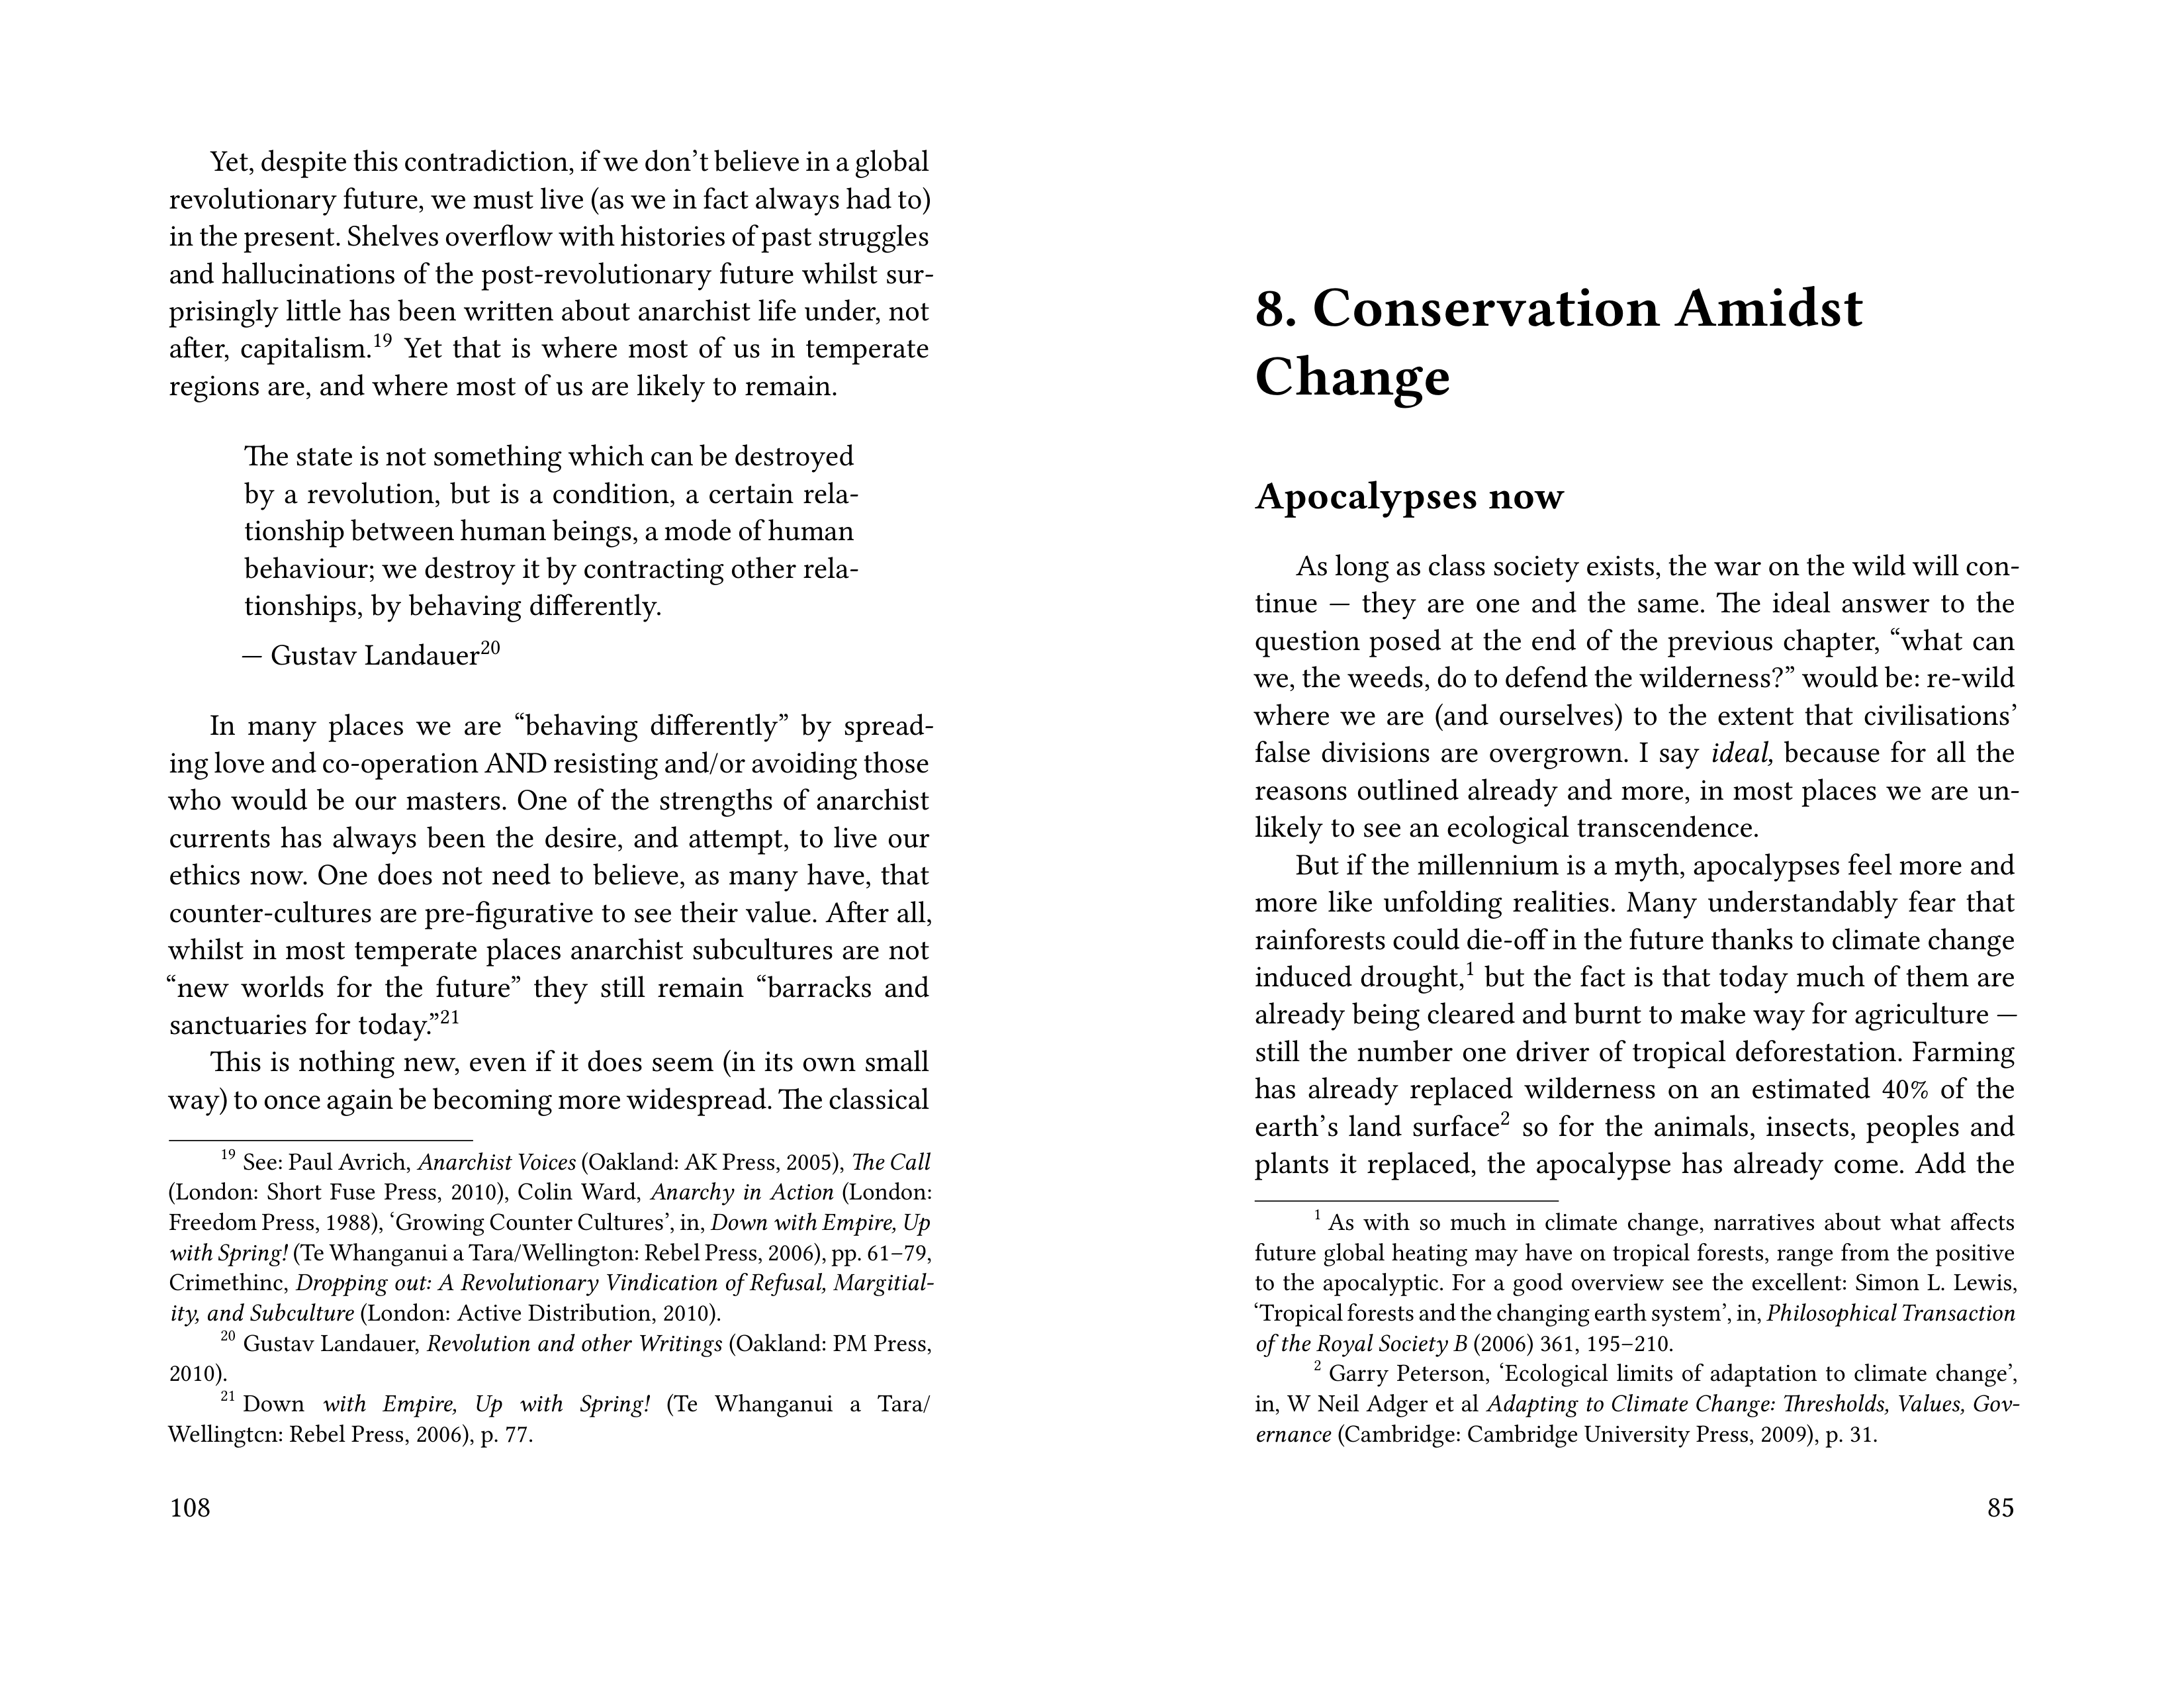 Yet, despite this contradiction, if we don’t believe in a global
revolutionary future, we must live (as we in fact always had to)
in the present. Shelves overflow with histories of past struggles
and hallucinations of the post-revolutionary future whilst sur-
prisingly little has been written about anarchist life under, not
after, capitalism.19 Yet that is where most of us in temperate
regions are, and where most of us are likely to remain.
The state is not something which can be destroyed
by a revolution, but is a condition, a certain rela-
tionship between human beings, a mode of human
behaviour; we destroy it by contracting other rela-
tionships, by behaving differently.
— Gustav Landauer20
In many places we are “behaving differently” by spread-
ing love and co-operation AND resisting and/or avoiding those
who would be our masters. One of the strengths of anarchist
currents has always been the desire, and attempt, to live our
ethics now. One does not need to believe, as many have, that
counter-cultures are pre-figurative to see their value. After all,
whilst in most temperate places anarchist subcultures are not
“new worlds for the future” they still remain “barracks and
sanctuaries for today.”21
This is nothing new, even if it does seem (in its own small
way) to once again be becoming more widespread. The classical
19 See: Paul Avrich, Anarchist Voices (Oakland: AK Press, 2005), The Call
(London: Short Fuse Press, 2010), Colin Ward, Anarchy in Action (London:
Freedom Press, 1988), ‘Growing Counter Cultures’, in, Down with Empire, Up
with Spring! (Te Whanganui a Tara/Wellington: Rebel Press, 2006), pp. 61–79,
Crimethinc, Dropping out: A Revolutionary Vindication of Refusal, Margitial-
ity, and Subculture (London: Active Distribution, 2010).
20 Gustav Landauer, Revolution and other Writings (Oakland: PM Press,
2010).
21 Down with Empire, Up with Spring! (Te Whanganui a Tara/
Wellingtcn: Rebel Press, 2006), p. 77.
108
8. Conservation Amidst
Change
Apocalypses now
As long as class society exists, the war on the wild will con-
tinue — they are one and the same. The ideal answer to the
question posed at the end of the previous chapter, “what can
we, the weeds, do to defend the wilderness?” would be: re-wild
where we are (and ourselves) to the extent that civilisations’
false divisions are overgrown. I say ideal, because for all the
reasons outlined already and more, in most places we are un-
likely to see an ecological transcendence.
But if the millennium is a myth, apocalypses feel more and
more like unfolding realities. Many understandably fear that
rainforests could die-off in the future thanks to climate change
induced drought,1 but the fact is that today much of them are
already being cleared and burnt to make way for agriculture —
still the number one driver of tropical deforestation. Farming
has already replaced wilderness on an estimated 40% of the
earth’s land surface2 so for the animals, insects, peoples and
plants it replaced, the apocalypse has already come. Add the
1 As with so much in climate change, narratives about what affects
future global heating may have on tropical forests, range from the positive
to the apocalyptic. For a good overview see the excellent: Simon L. Lewis,
‘Tropical forests and the changing earth system’, in, Philosophical Transaction
of the Royal Society B (2006) 361, 195–210.
2 Garry Peterson, ‘Ecological limits of adaptation to climate change’,
in, W Neil Adger et al Adapting to Climate Change: Thresholds, Values, Gov-
ernance (Cambridge: Cambridge University Press, 2009), p. 31.
85